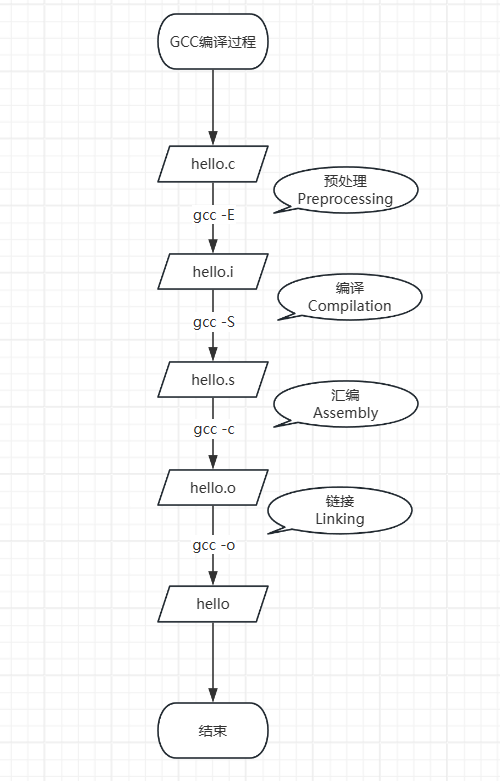 GCC编译过程
hello.c
预处理
Preprocessing
gcc -E
hello.i
编译
Compilation
gcc -S
hello.s
汇编
Assembly
gcc -c
hello.o
链接
Linking
gcc -o
hello
结束